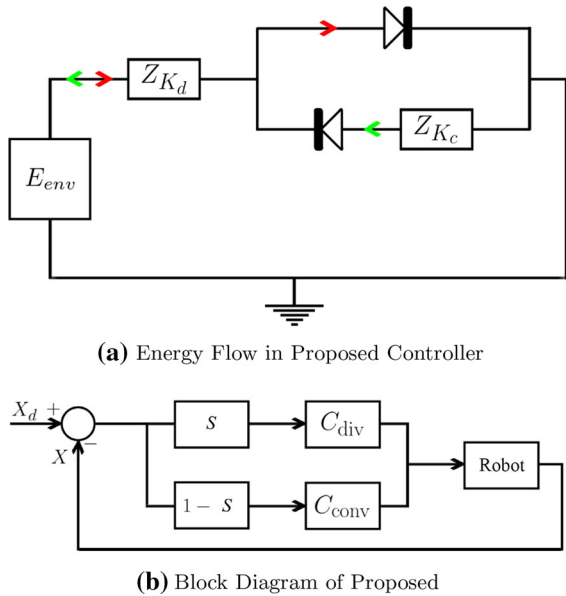 Z_{K_d}
Z_{K_c}
E_{env}
(a) Energy Flow in Proposed Controller
X_d + s C_div
X − Robot
1 − s C_conv
(b) Block Diagram of Proposed